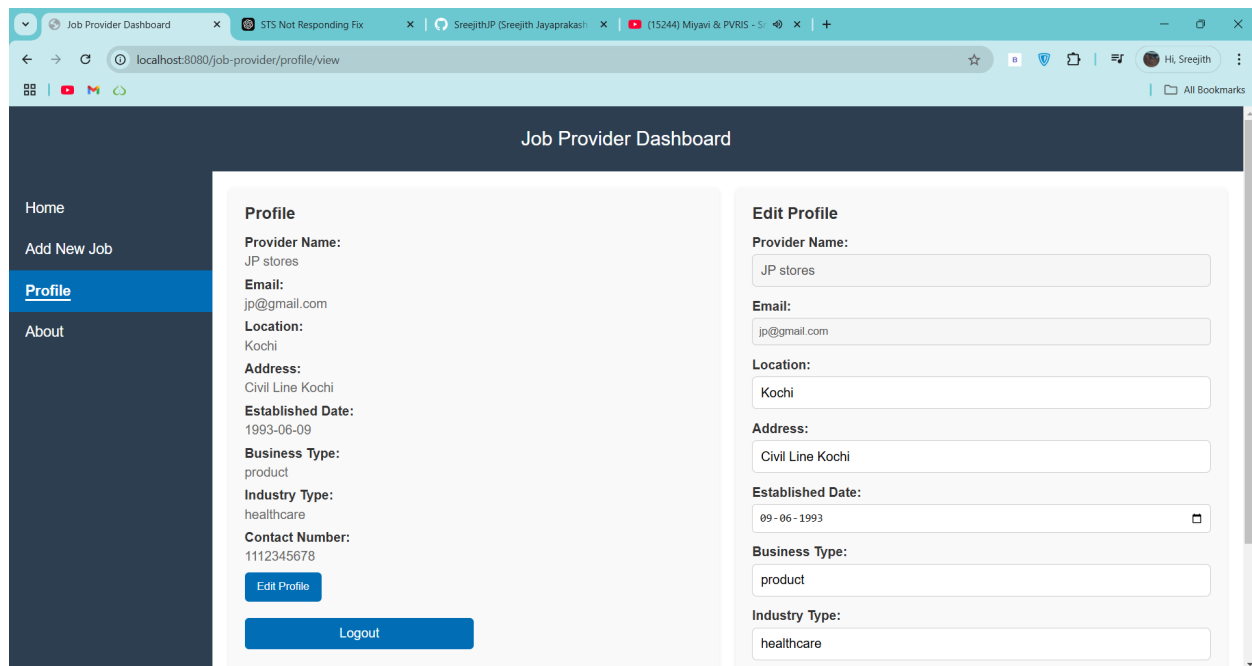 Job Provider Dashboard
STS Not Responding Fix
SreejithJP (Sreejith Jayaprakash
(15244) Miyavi & PVRIS - So
localhost:8080/job-provider/profile/view
B
Hi, Sreejith
All Bookmarks
Job Provider Dashboard
Home
Add New Job
Profile
About
Profile
Provider Name:
JP stores
Email:
jp@gmail.com
Location:
Kochi
Address:
Civil Line Kochi
Established Date:
1993-06-09
Business Type:
product
Industry Type:
healthcare
Contact Number:
1112345678
Edit Profile
Logout
Edit Profile
Provider Name:
JP stores
Email:
jp@gmail.com
Location:
Kochi
Address:
Civil Line Kochi
Established Date:
09-06-1993
Business Type:
product
Industry Type:
healthcare